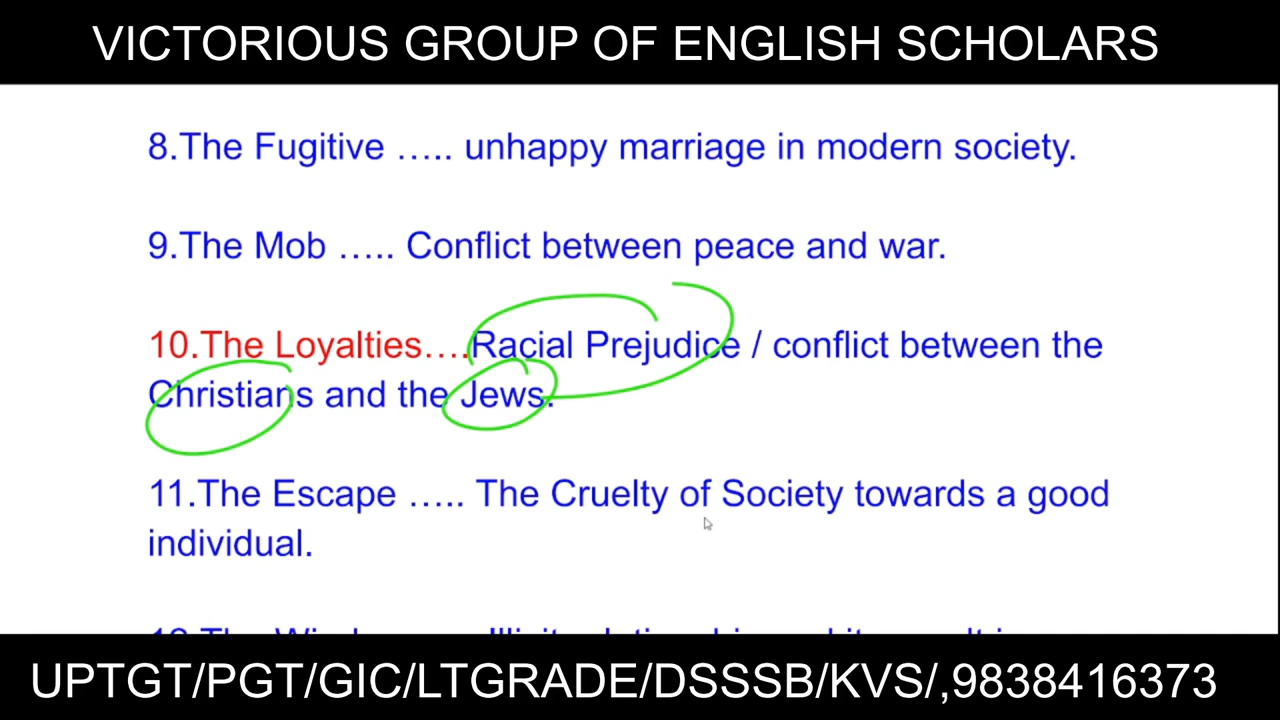 VICTORIOUS GROUP OF ENGLISH SCHOLARS
8.The Fugitive ….. unhappy marriage in modern society.
9.The Mob ….. Conflict between peace and war.
10.The Loyalties….Racial Prejudice / conflict between the
Christians and the Jews.
11.The Escape ….. The Cruelty of Society towards a good
individual.
UPTGT/PGT/GIC/LTGRADE/DSSSB/KVS/,9838416373